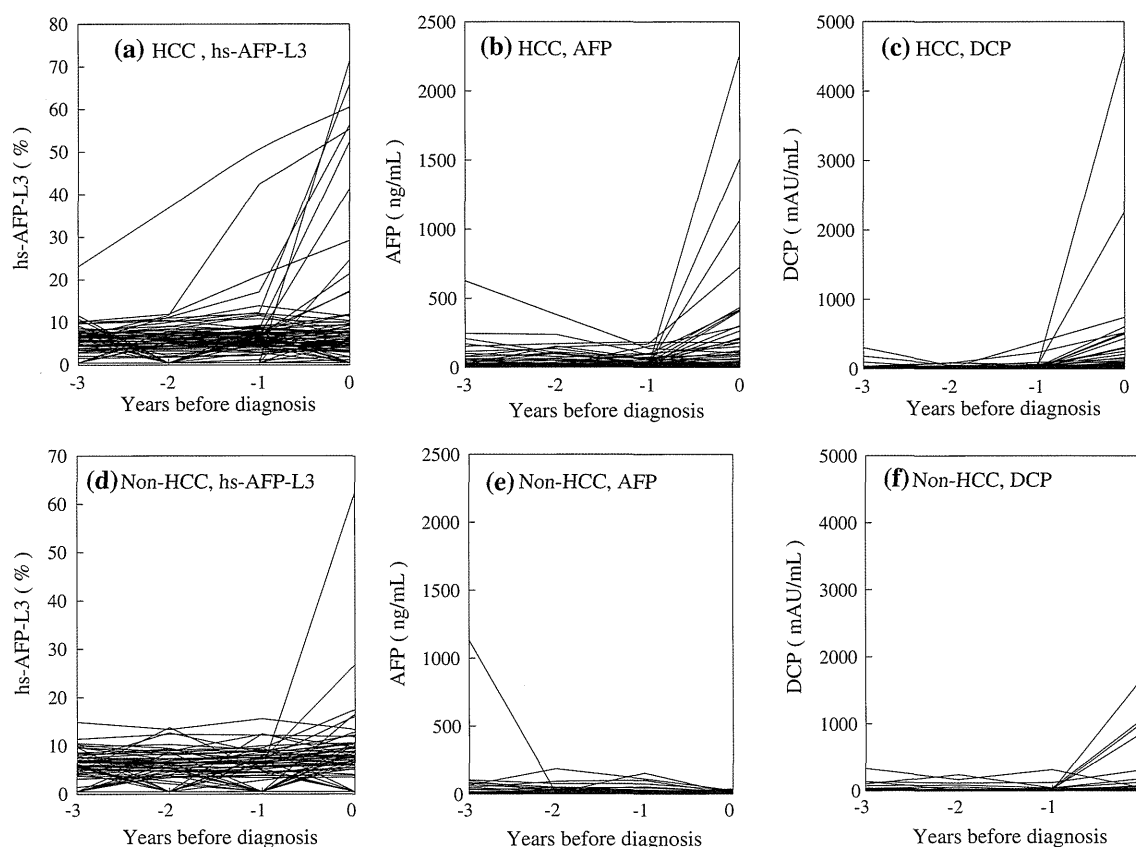 (a) HCC , hs-AFP-L3
hs-AFP-L3 ( % )
80
70
60
50
40
30
20
10
0
-3 -2 -1 0
Years before diagnosis
(b) HCC, AFP
AFP ( ng/mL )
2500
2000
1500
1000
500
0
-3 -2 -1 0
Years before diagnosis
(c) HCC, DCP
DCP ( mAU/mL )
5000
4000
3000
2000
1000
0
-3 -2 -1 0
Years before diagnosis
(d) Non-HCC, hs-AFP-L3
hs-AFP-L3 ( % )
70
60
50
40
30
20
10
0
-3 -2 -1 0
Years before diagnosis
(e) Non-HCC, AFP
AFP ( ng/mL )
2500
2000
1500
1000
500
0
-3 -2 -1 0
Years before diagnosis
(f) Non-HCC, DCP
DCP ( mAU/mL )
5000
4000
3000
2000
1000
0
-3 -2 -1 0
Years before diagnosis